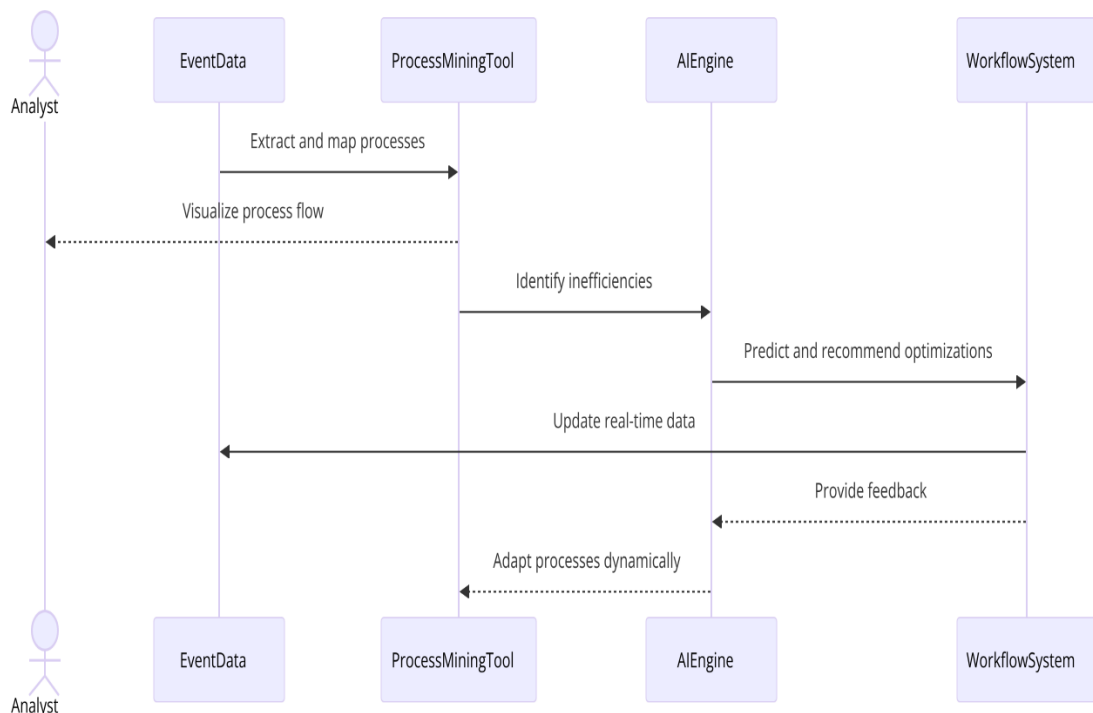 EventData
ProcessMiningTool
AIEngine
WorkflowSystem
Analyst
Extract and map processes
Visualize process flow
Identify inefficiencies
Predict and recommend optimizations
Update real-time data
Provide feedback
Adapt processes dynamically
EventData
ProcessMiningTool
AIEngine
WorkflowSystem
Analyst